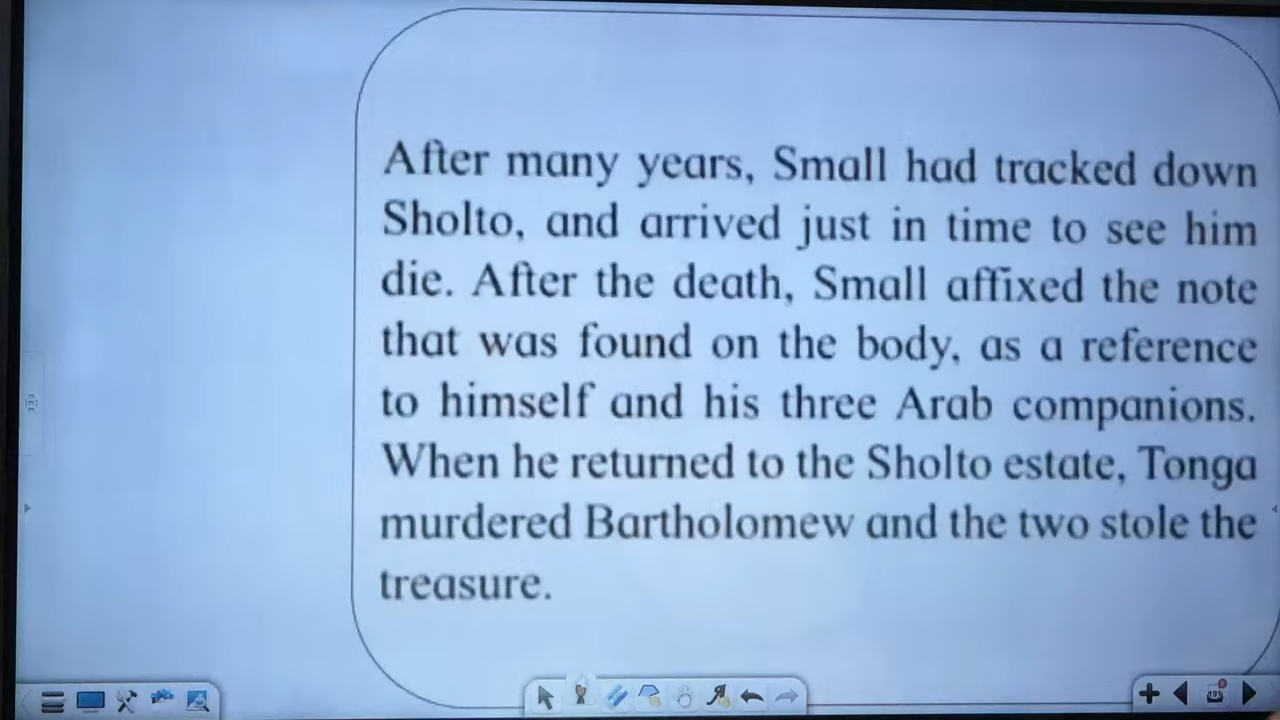 After many years, Small had tracked down
Sholto, and arrived just in time to see him
die. After the death, Small affixed the note
that was found on the body, as a reference
to himself and his three Arab companions.
When he returned to the Sholto estate, Tonga
murdered Bartholomew and the two stole the
treasure.